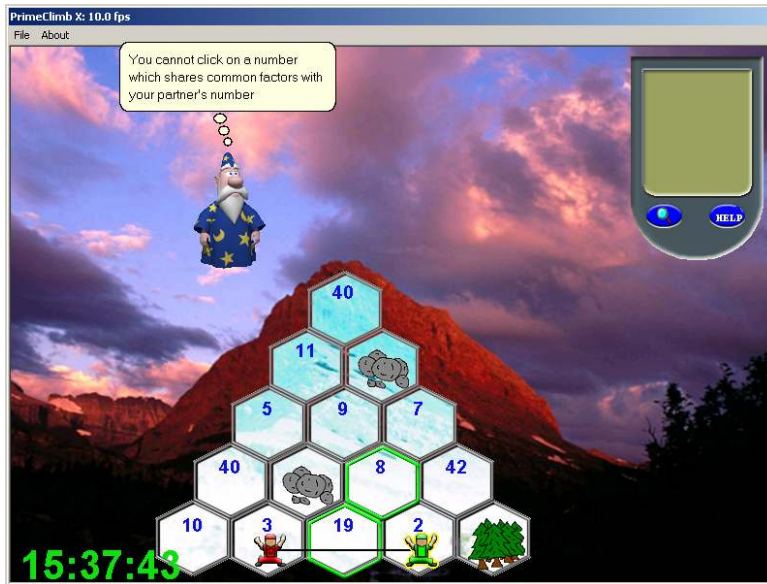 PrimeClimb X: 10.0 fps
File About
You cannot click on a number
which shares common factors with
your partner's number
HELP
40
11
5 9 7
40 8 42
10 3 19 2
15:37:43